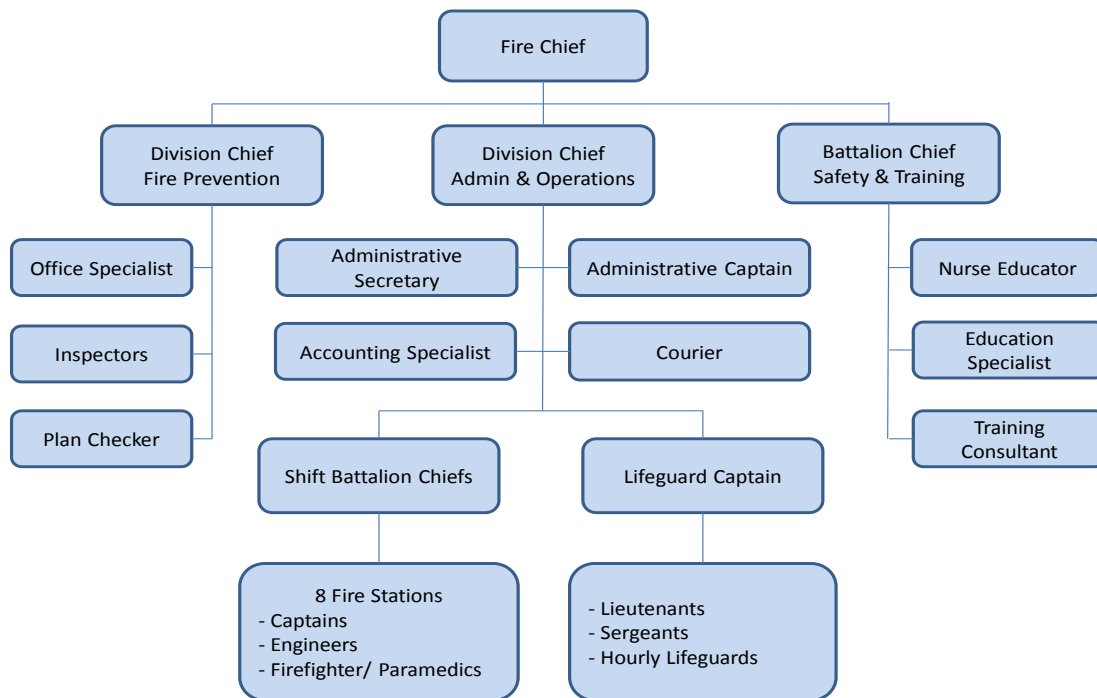 Fire Chief
Division Chief
Fire Prevention
Division Chief
Admin & Operations
Battalion Chief
Safety & Training
Office Specialist
Administrative
Secretary
Administrative Captain
Nurse Educator
Inspectors
Accounting Specialist
Courier
Education
Specialist
Plan Checker
Training
Consultant
Shift Battalion Chiefs
Lifeguard Captain
8 Fire Stations
- Captains
- Engineers
- Firefighter/ Paramedics
- Lieutenants
- Sergeants
- Hourly Lifeguards